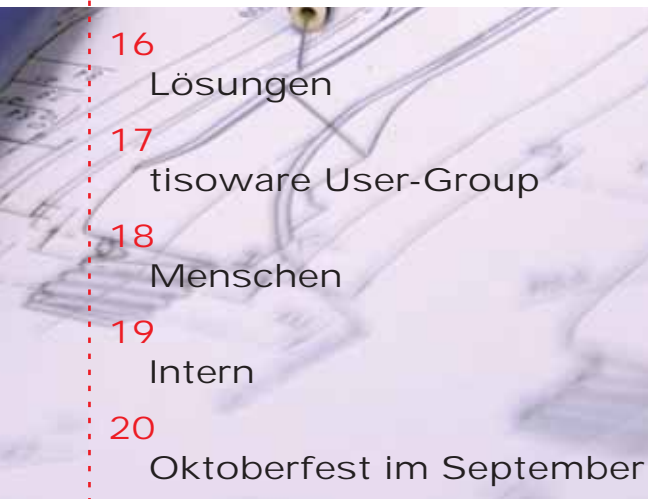 16
Lösungen
17
tisoware User-Group
18
Menschen
19
Intern
20
Oktoberfest im September